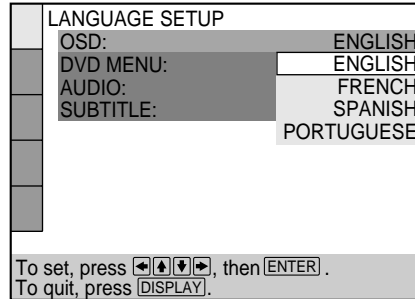 LANGUAGE SETUP
OSD: ENGLISH
DVD MENU: ENGLISH
AUDIO: FRENCH
SUBTITLE: SPANISH
PORTUGUESE
To set, press , then ENTER .
To quit, press DISPLAY .